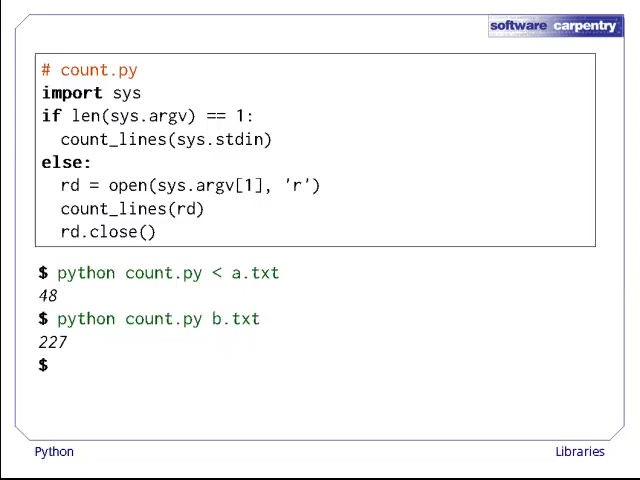 software carpentry
# count.py
import sys
if len(sys.argv) == 1:
  count_lines(sys.stdin)
else:
  rd = open(sys.argv[1], 'r')
  count_lines(rd)
  rd.close()
$ python count.py < a.txt
48
$ python count.py b.txt
227
$
Python
Libraries